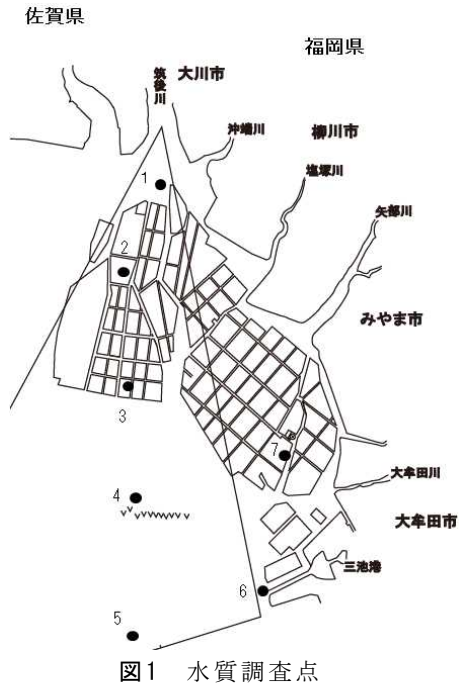 佐賀県
福岡県
筑後川
大川市
沖端川
柳川市
塩塚川
矢部川
みやま市
1
2
3
4
5
6
7
大牟田川
大牟田市
三池港
図1 水質調査点